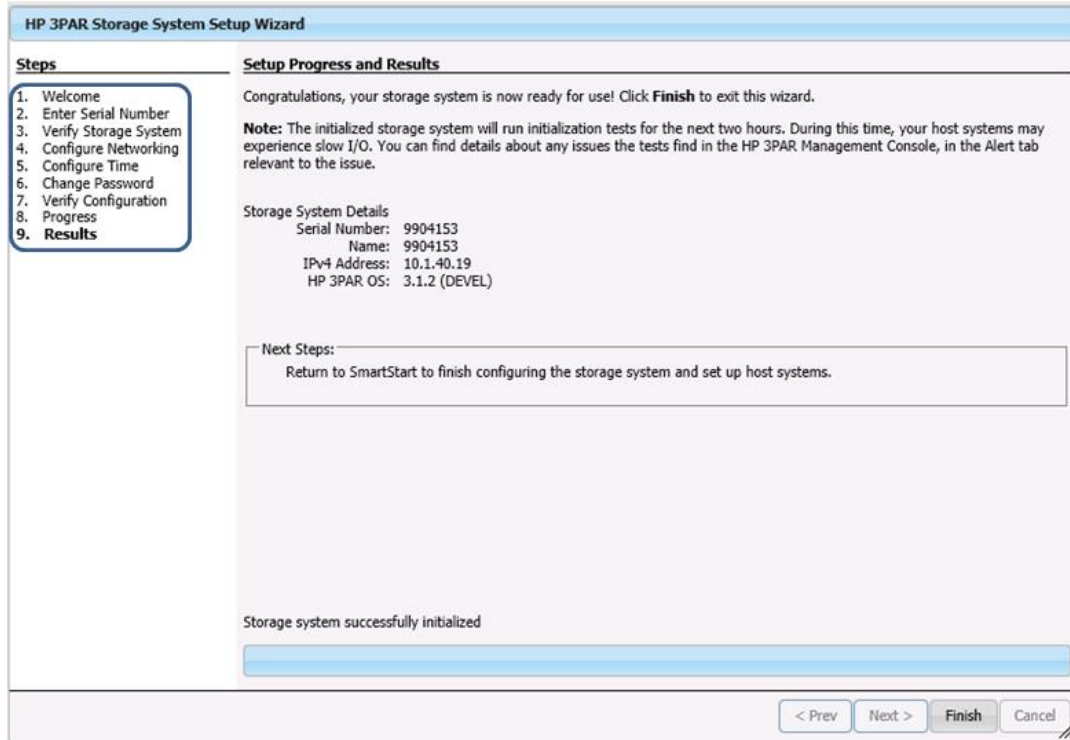 HP 3PAR Storage System Setup Wizard
Steps
1. Welcome
2. Enter Serial Number
3. Verify Storage System
4. Configure Networking
5. Configure Time
6. Change Password
7. Verify Configuration
8. Progress
9. Results
Setup Progress and Results
Congratulations, your storage system is now ready for use! Click Finish to exit this wizard.
Note: The initialized storage system will run initialization tests for the next two hours. During this time, your host systems may
experience slow I/O. You can find details about any issues the tests find in the HP 3PAR Management Console, in the Alert tab
relevant to the issue.
Storage System Details
Serial Number: 9904153
Name: 9904153
IPv4 Address: 10.1.40.19
HP 3PAR OS: 3.1.2 (DEVEL)
Next Steps:
Return to SmartStart to finish configuring the storage system and set up host systems.
Storage system successfully initialized
< Prev Next > Finish Cancel